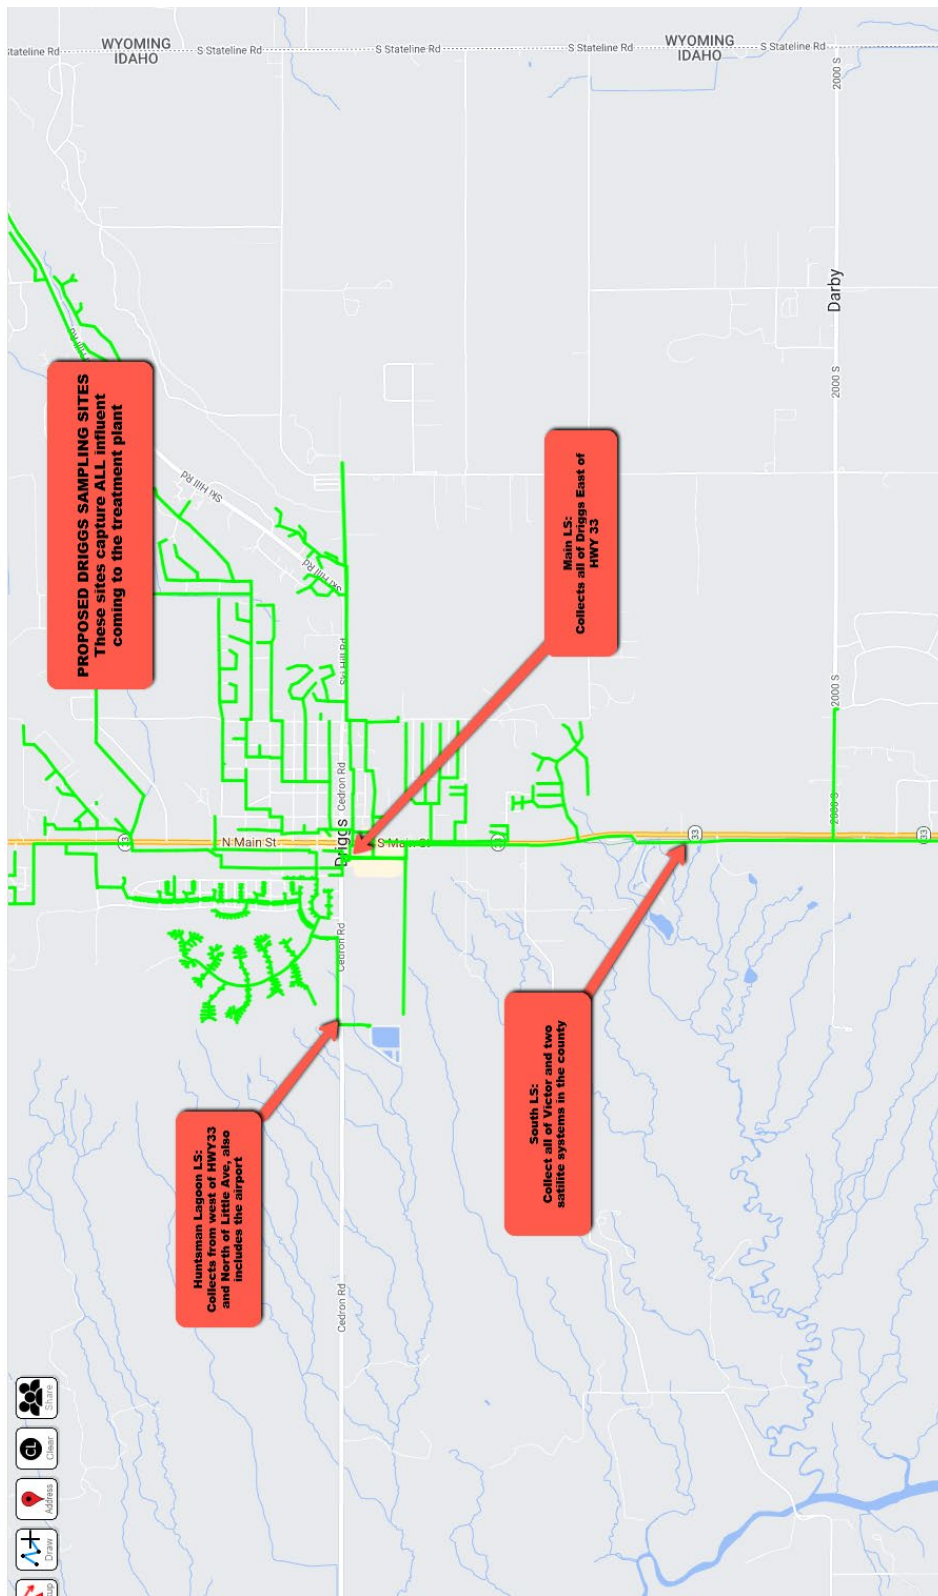 WYOMING
IDAHO
S Stateline Rd
S Stateline Rd
S Stateline Rd
WYOMING
IDAHO
S Stateline Rd
2000 S
Darby
2000 S
PROPOSED DRIGGS SAMPLING SITES
These sites capture ALL influent
coming to the treatment plant
Ski Hill Rd
Ski Hill Rd
Ski Hill Rd
Main LS:
Collects all of Driggs East of
HWY 33
2000 S
2000 S
Cedron Rd
33
N Main St
Driggs
S Main St
33
33
33
Cedron Rd
Huntsman Lagoon LS:
Collects from west of HWY33
and North of Little Ave, also
includes the airport
South LS:
Collect all of Victor and two
satilite systems in the county
Cedron Rd
Share
CL
Clear
Address
Draw